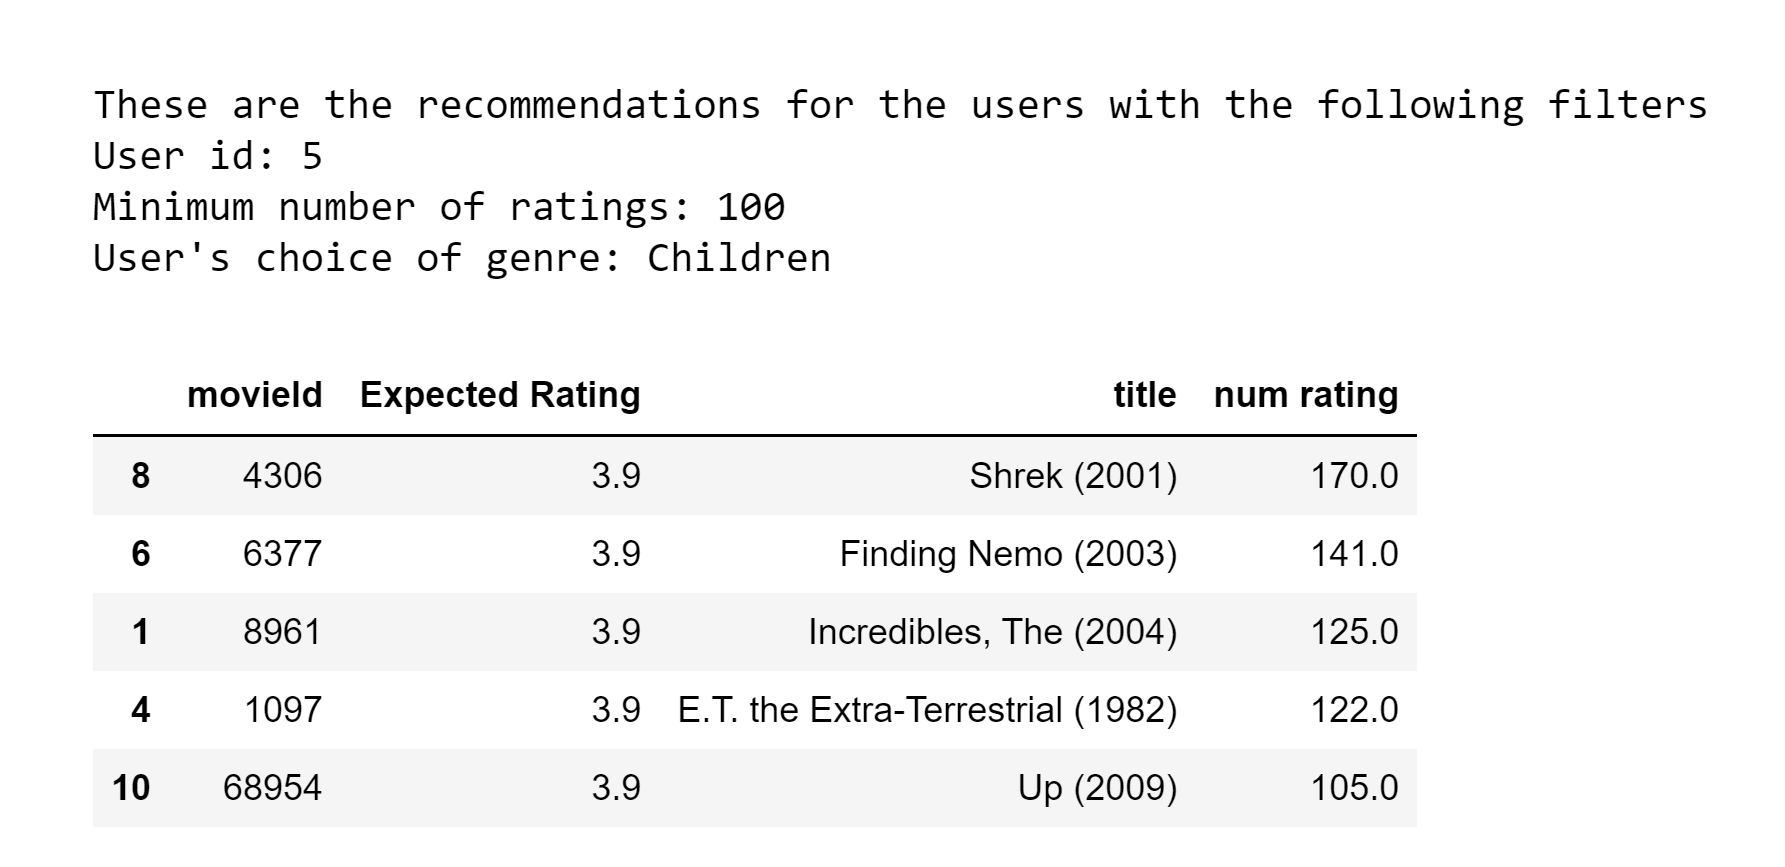 These are the recommendations for the users with the following filters
User id: 5
Minimum number of ratings: 100
User's choice of genre: Children
movieId Expected Rating title num rating
8 4306 3.9 Shrek (2001) 170.0
6 6377 3.9 Finding Nemo (2003) 141.0
1 8961 3.9 Incredibles, The (2004) 125.0
4 1097 3.9 E.T. the Extra-Terrestrial (1982) 122.0
10 68954 3.9 Up (2009) 105.0